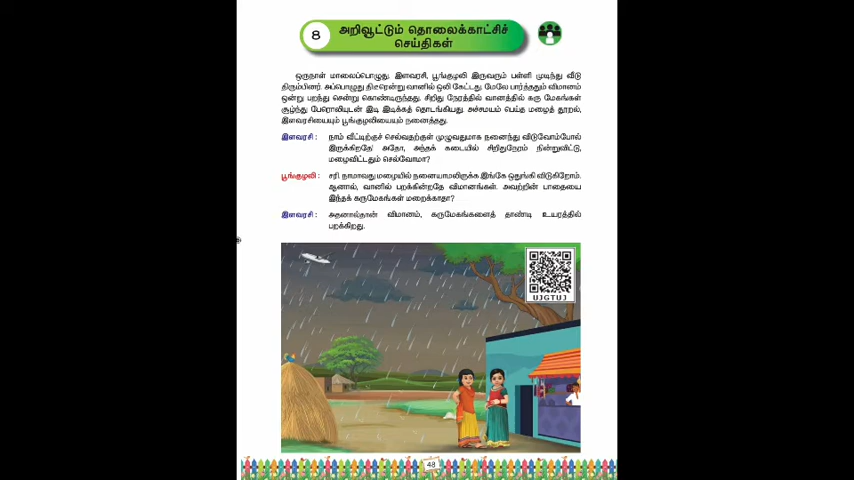 8
அறிவூட்டும் தொலைக்காட்சிச்
செய்திகள்
ஒருநாள் மாலைப்பொழுது. இளவரசி, பூங்குழலி இருவரும் பள்ளி முடிந்து வீடு
திரும்பினர். அப்பொழுது திடீரென்று வானில் ஒலி கேட்டது. மேலே பார்த்ததும் விமானம்
ஒன்று பறந்து சென்று கொண்டிருந்தது. சிறிது நேரத்தில் வானத்தில் கரு மேகங்கள்
சூழ்ந்து பேரொலியுடன் இடி இடிக்கத் தொடங்கியது. அச்சமயம் பெய்த மழைத் தூறல்,
இளவரசியையும் பூங்குழலியையும் நனைத்தது.
இளவரசி : நாம் வீட்டிற்குச் செல்வதற்குள் முழுவதுமாக நனைந்து விடுவோம்போல்
இருக்கிறதே! அதோ, அந்தக் கடையில் சிறிதுநேரம் நின்றுவிட்டு,
மழைவிட்டதும் செல்வோமா?
பூங்குழலி : சரி. நாமாவது மழையில் நனையாமலிருக்க இங்கே ஒதுங்கி விடுகிறோம்.
ஆனால், வானில் பறக்கின்றதே விமானங்கள். அவற்றின் பாதையை
இந்தக் கருமேகங்கள் மறைக்காதா?
இளவரசி : அதனால்தான் விமானம், கருமேகங்களைத் தாண்டி உயரத்தில்
பறக்கிறது.
UJGTUJ
48